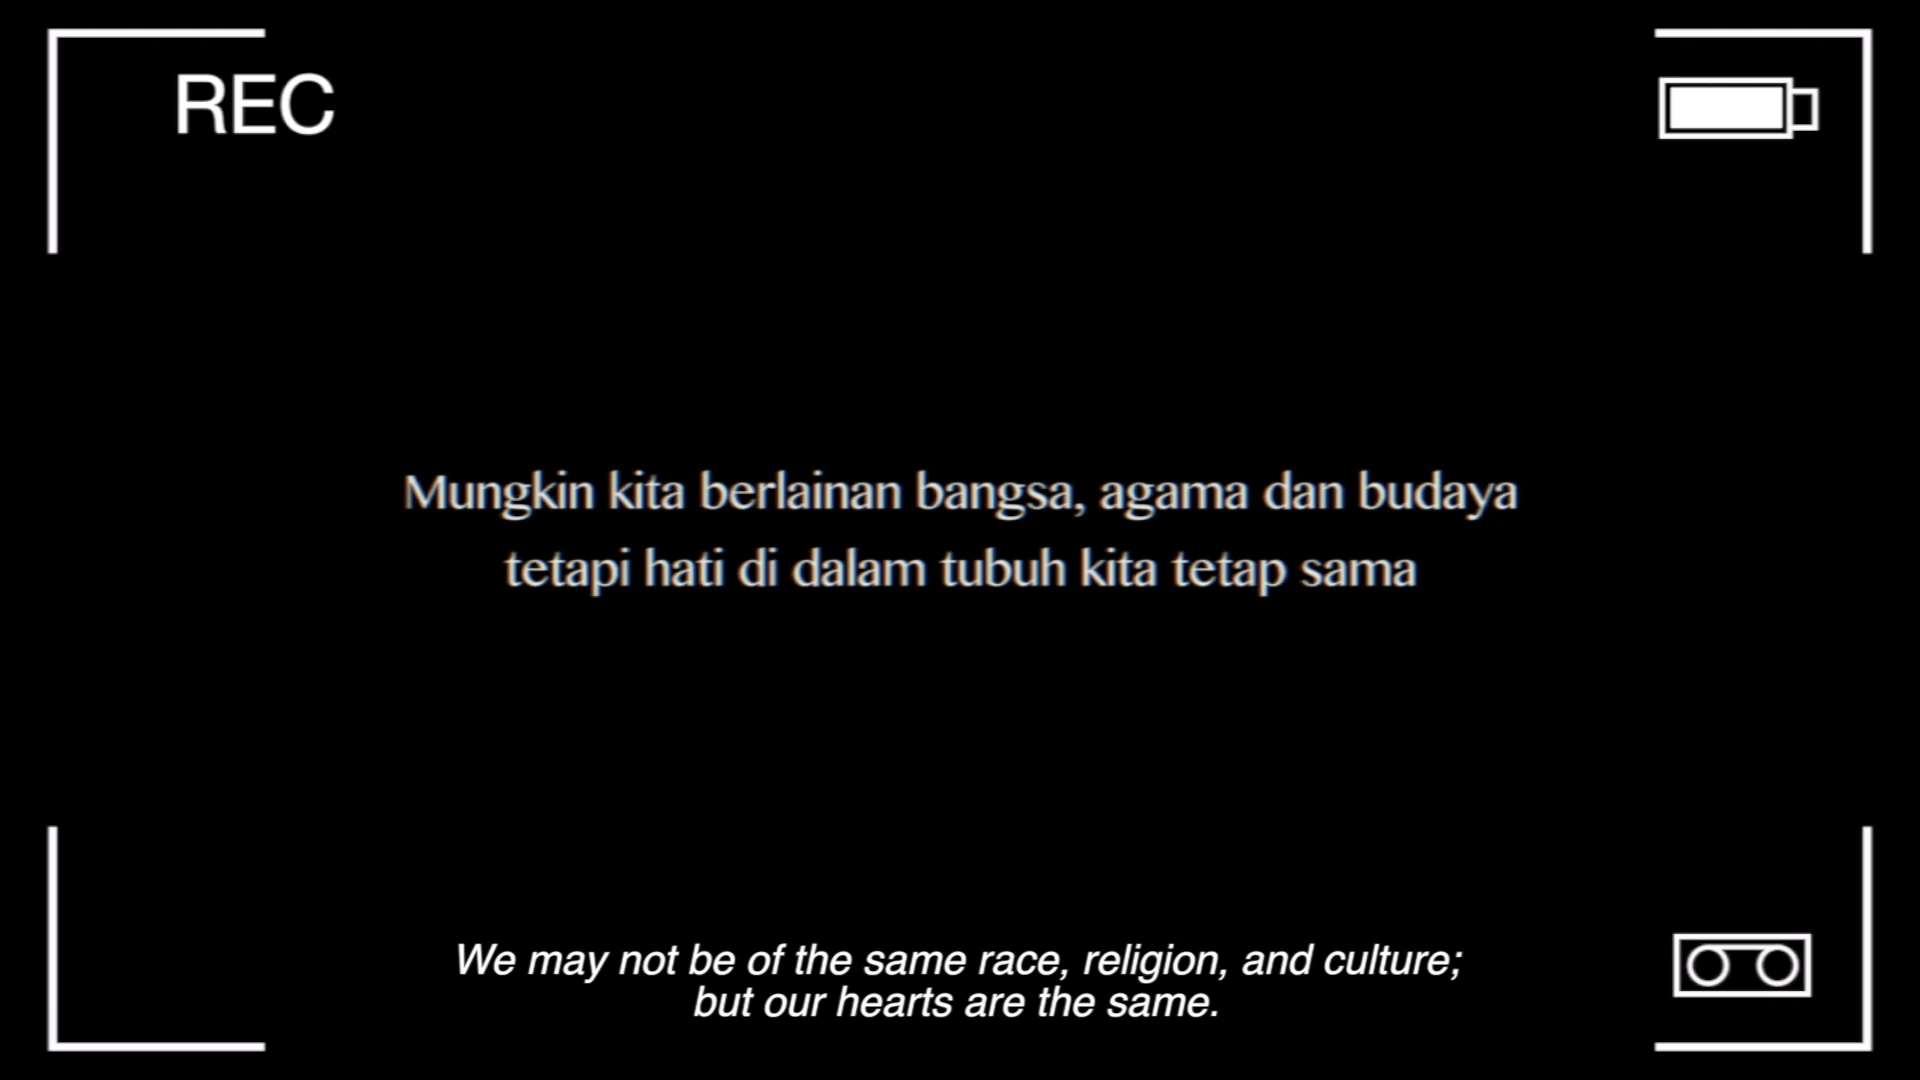 REC
Mungkin kita berlainan bangsa, agama dan budaya
tetapi hati di dalam tubuh kita tetap sama
We may not be of the same race, religion, and culture;
but our hearts are the same.